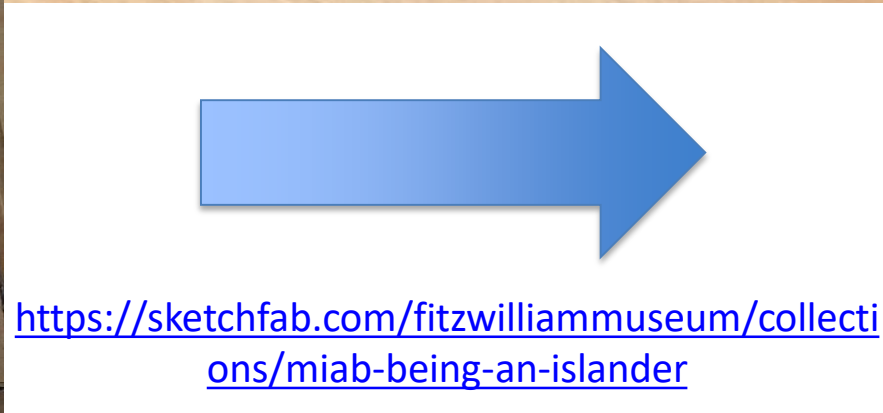 https://sketchfab.com/fitzwilliammuseum/collecti
ons/miab-being-an-islander